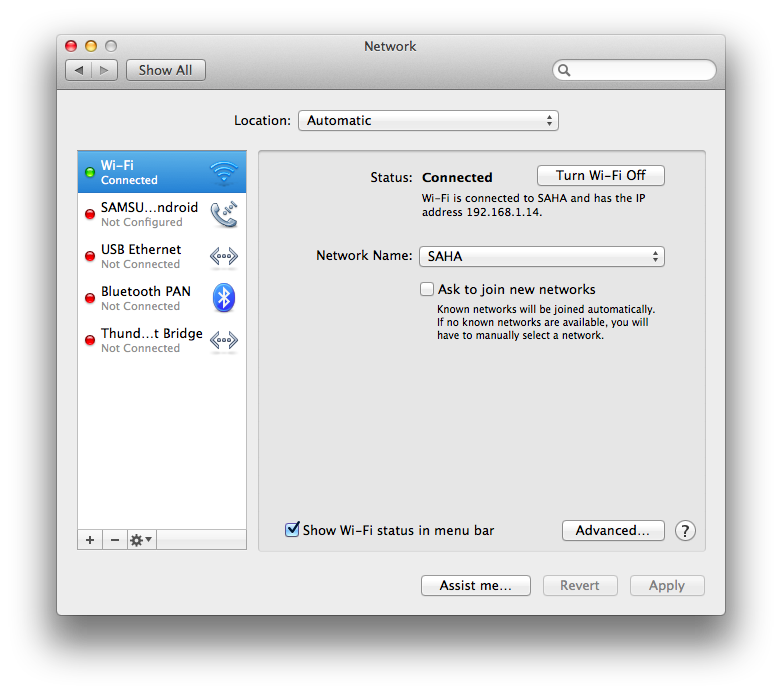 Network
Show All
Location: Automatic
Wi-Fi
Connected
SAMSU...ndroid
Not Configured
USB Ethernet
Not Connected
Bluetooth PAN
Not Connected
Thund...t Bridge
Not Connected
Status: Connected
Turn Wi-Fi Off
Wi-Fi is connected to SAHA and has the IP
address 192.168.1.14.
Network Name: SAHA
Ask to join new networks
Known networks will be joined automatically.
If no known networks are available, you will
have to manually select a network.
Show Wi-Fi status in menu bar
Advanced...
?
Assist me...
Revert
Apply